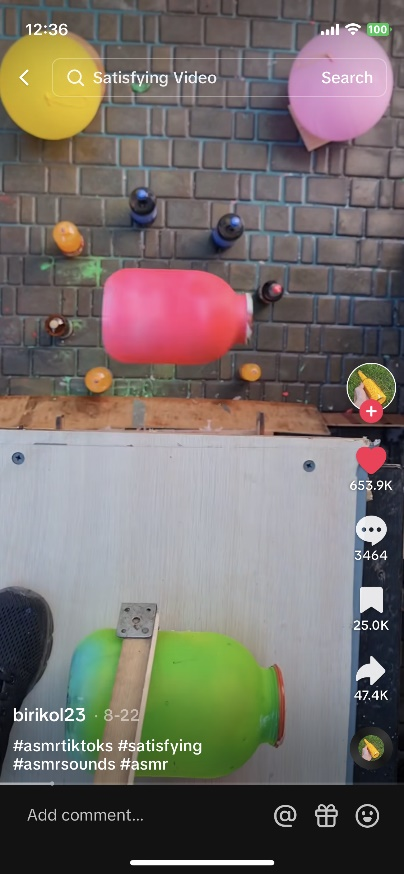 12:36
100
Satisfying Video
Search
653.9K
3464
25.0K
47.4K
birikol23 · 8-22
#asmrtiktoks #satisfying
#asmrsounds #asmr
Add comment...